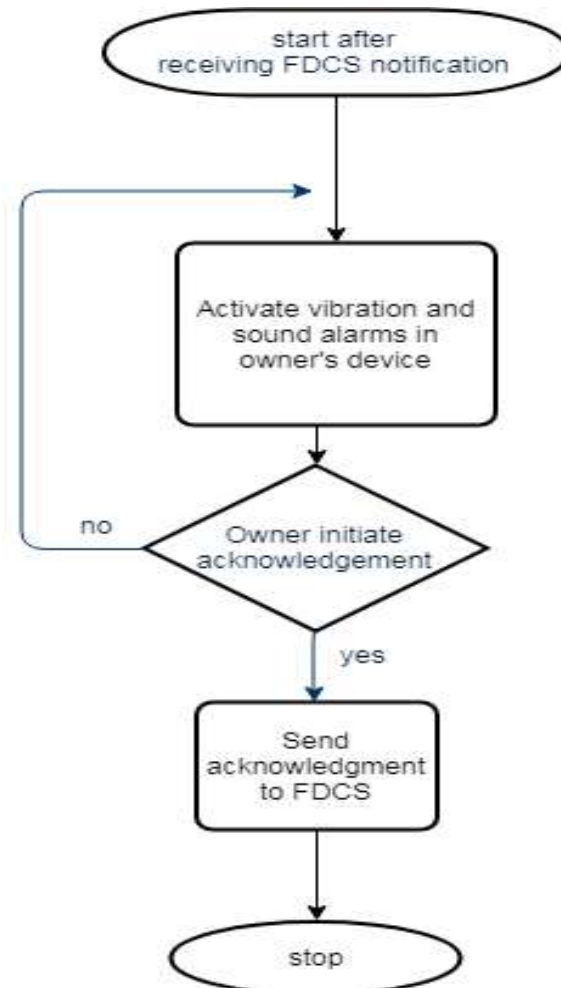 start after
receiving FDCS notification
Activate vibration and
sound alarms in
owner's device
no
Owner initiate
acknowledgement
yes
Send
acknowledgment
to FDCS
stop